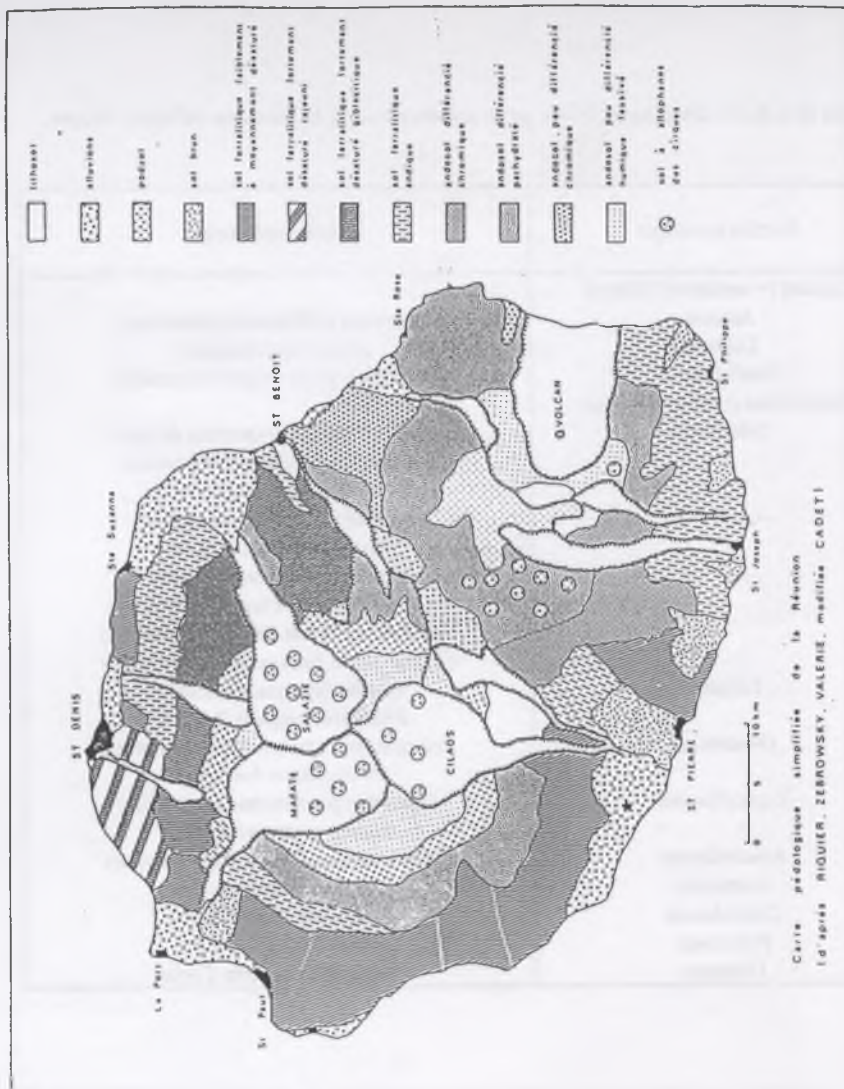 lithosol
alluvions
podzol
sol brun
sol ferrallitique faiblement
à moyennement désaturé
sol ferrallitique fortement
désaturé rajeuni
sol ferrallitique fortement
désaturé gibbsitique
sol ferrallitique
andique
andosol différencié
chromique
andosol différencié
perhydraté
andosol peu différencié
chromique
andosol peu différencié
humique désilicifié
sol à allophanes
des cirques
ST DENIS
Ste Suzanne
ST BENOIT
Ste Rose
Le Port
St Paul
SALAZIE
MAFATE
CILAOS
VOLCAN
St Philippe
St Joseph
ST PIERRE
0 5 10 km
Carte pédologique simplifiée de la Réunion
(d'après RIQUIER, ZEBROWSKY, VALERIE, modifiée CADET)